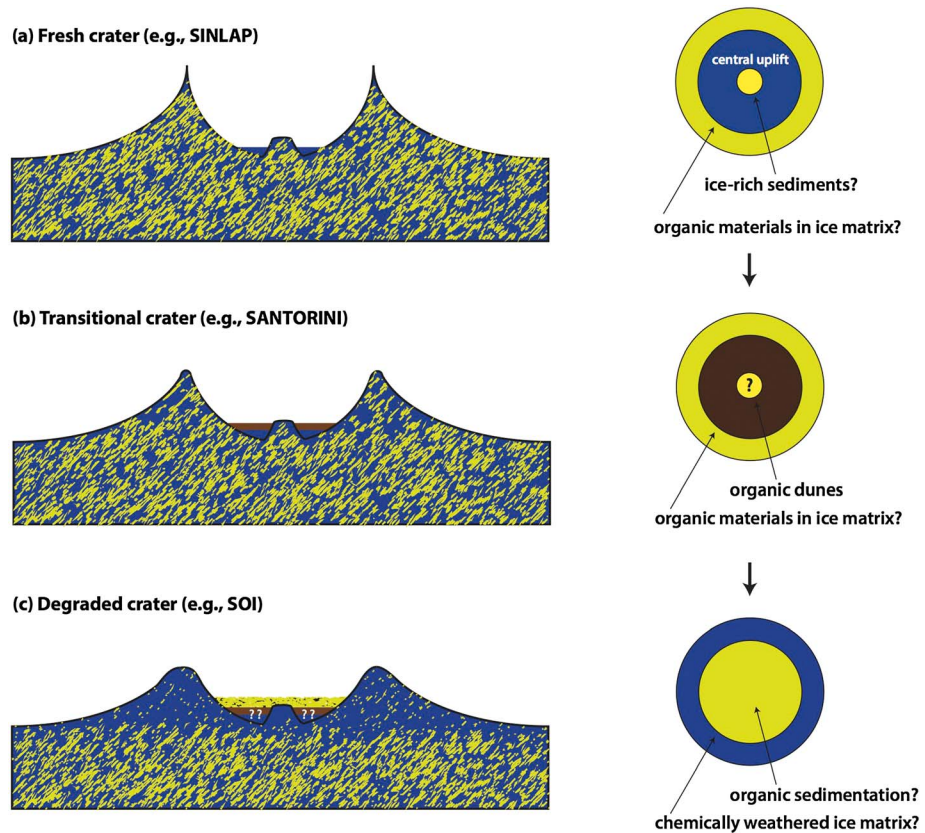 (a) Fresh crater (e.g., SINLAP)
central uplift
ice-rich sediments?
organic materials in ice matrix?
(b) Transitional crater (e.g., SANTORINI)
?
organic dunes
organic materials in ice matrix?
(c) Degraded crater (e.g., SOI)
?? ??
organic sedimentation?
chemically weathered ice matrix?